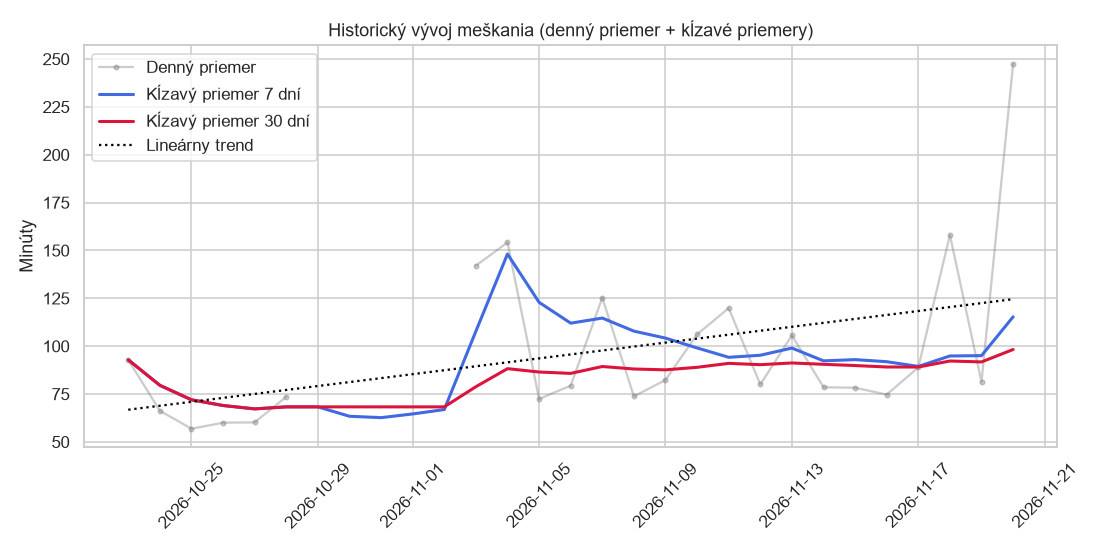 Historický vývoj meškania (denný priemer + kĺzavé priemery)
250
225
200
175
150
125
100
75
50
Minúty
Denný priemer
Kĺzavý priemer 7 dní
Kĺzavý priemer 30 dní
Lineárny trend
2026-10-25
2026-10-29
2026-11-01
2026-11-05
2026-11-09
2026-11-13
2026-11-17
2026-11-21